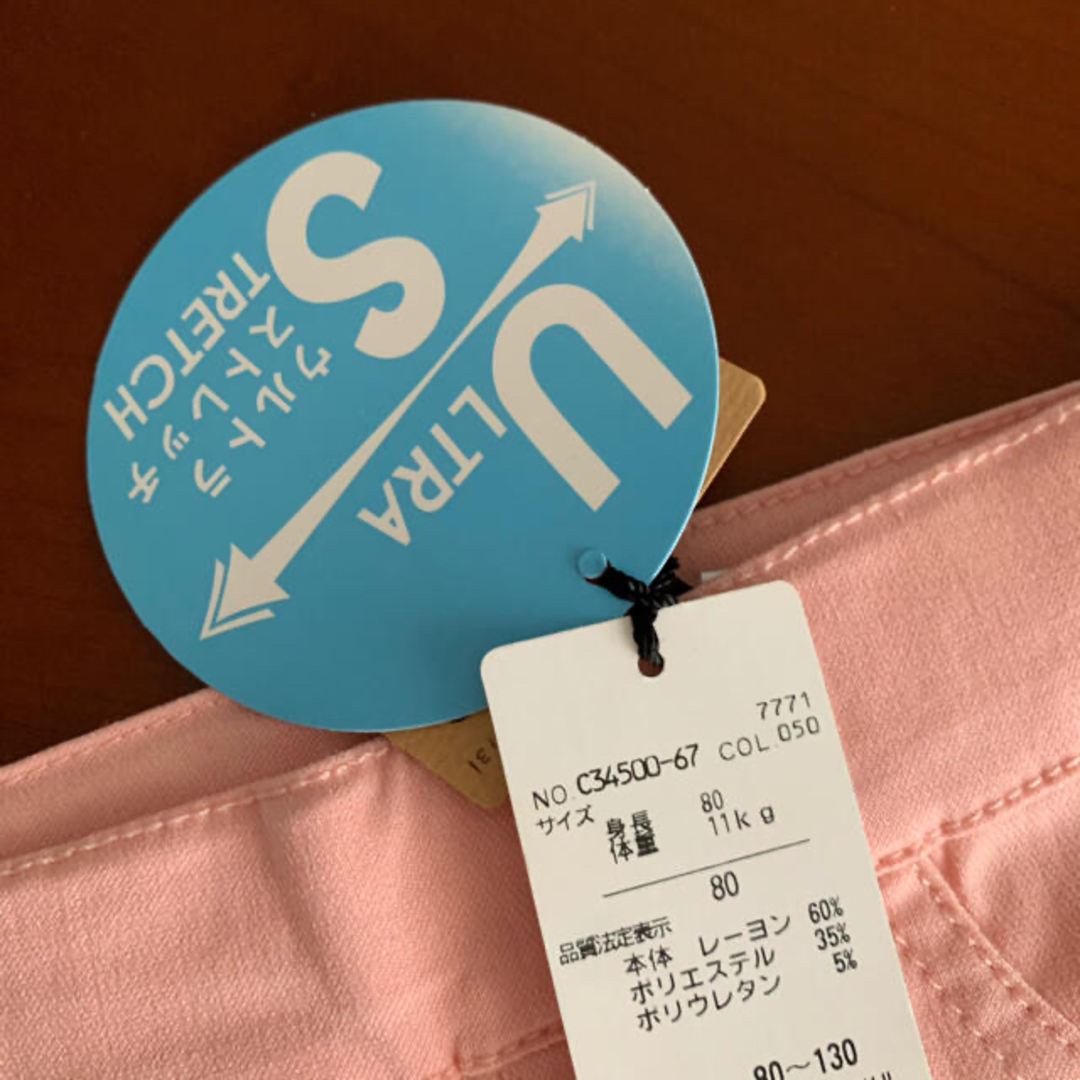 ULTRA
STRETCH
ウルトラ
ストレッチ
7771
NO.C34500-67 COL.050
サイズ 身長 80
体重 11kg
80
品質法定表示
本体 レーヨン 60%
ポリエステル 35%
ポリウレタン 5%
80～130